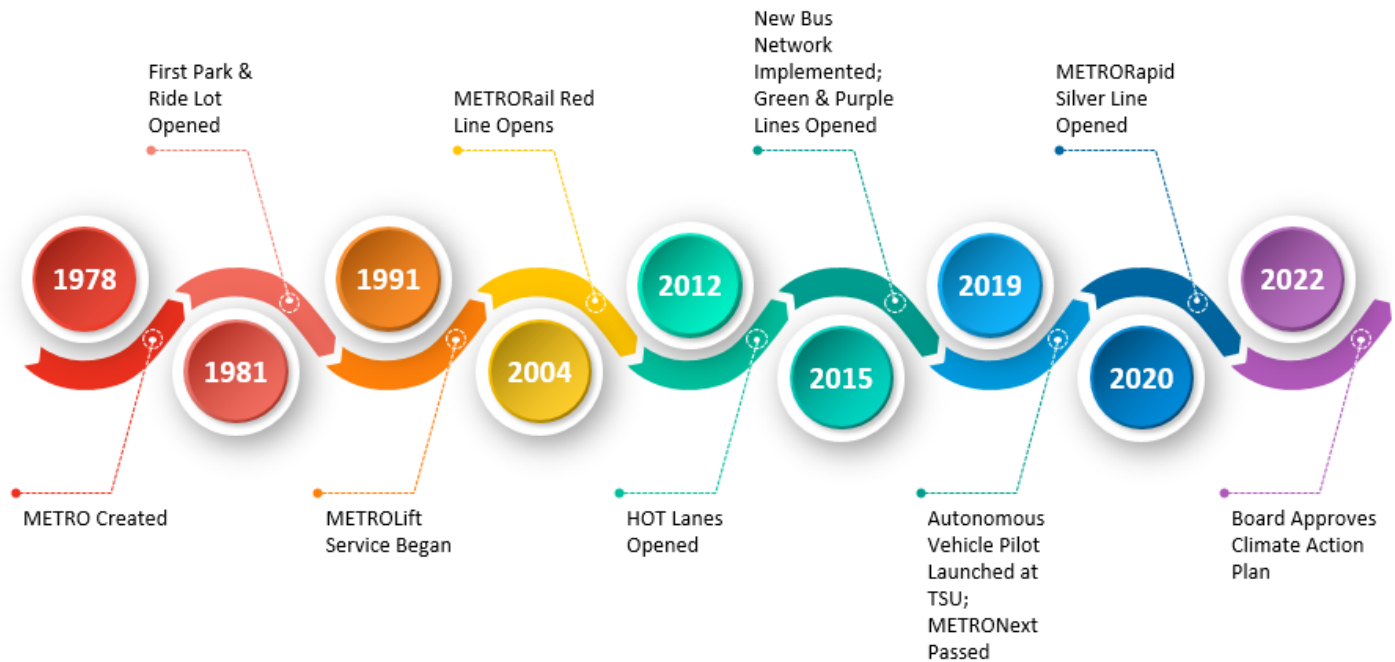 1978
METRO Created
First Park &
Ride Lot
Opened
1981
1991
METROLift
Service Began
METRORail Red
Line Opens
2004
2012
HOT Lanes
Opened
New Bus
Network
Implemented;
Green & Purple
Lines Opened
2015
2019
Autonomous
Vehicle Pilot
Launched at
TSU;
METRONext
Passed
METRORapid
Silver Line
Opened
2020
2022
Board Approves
Climate Action
Plan